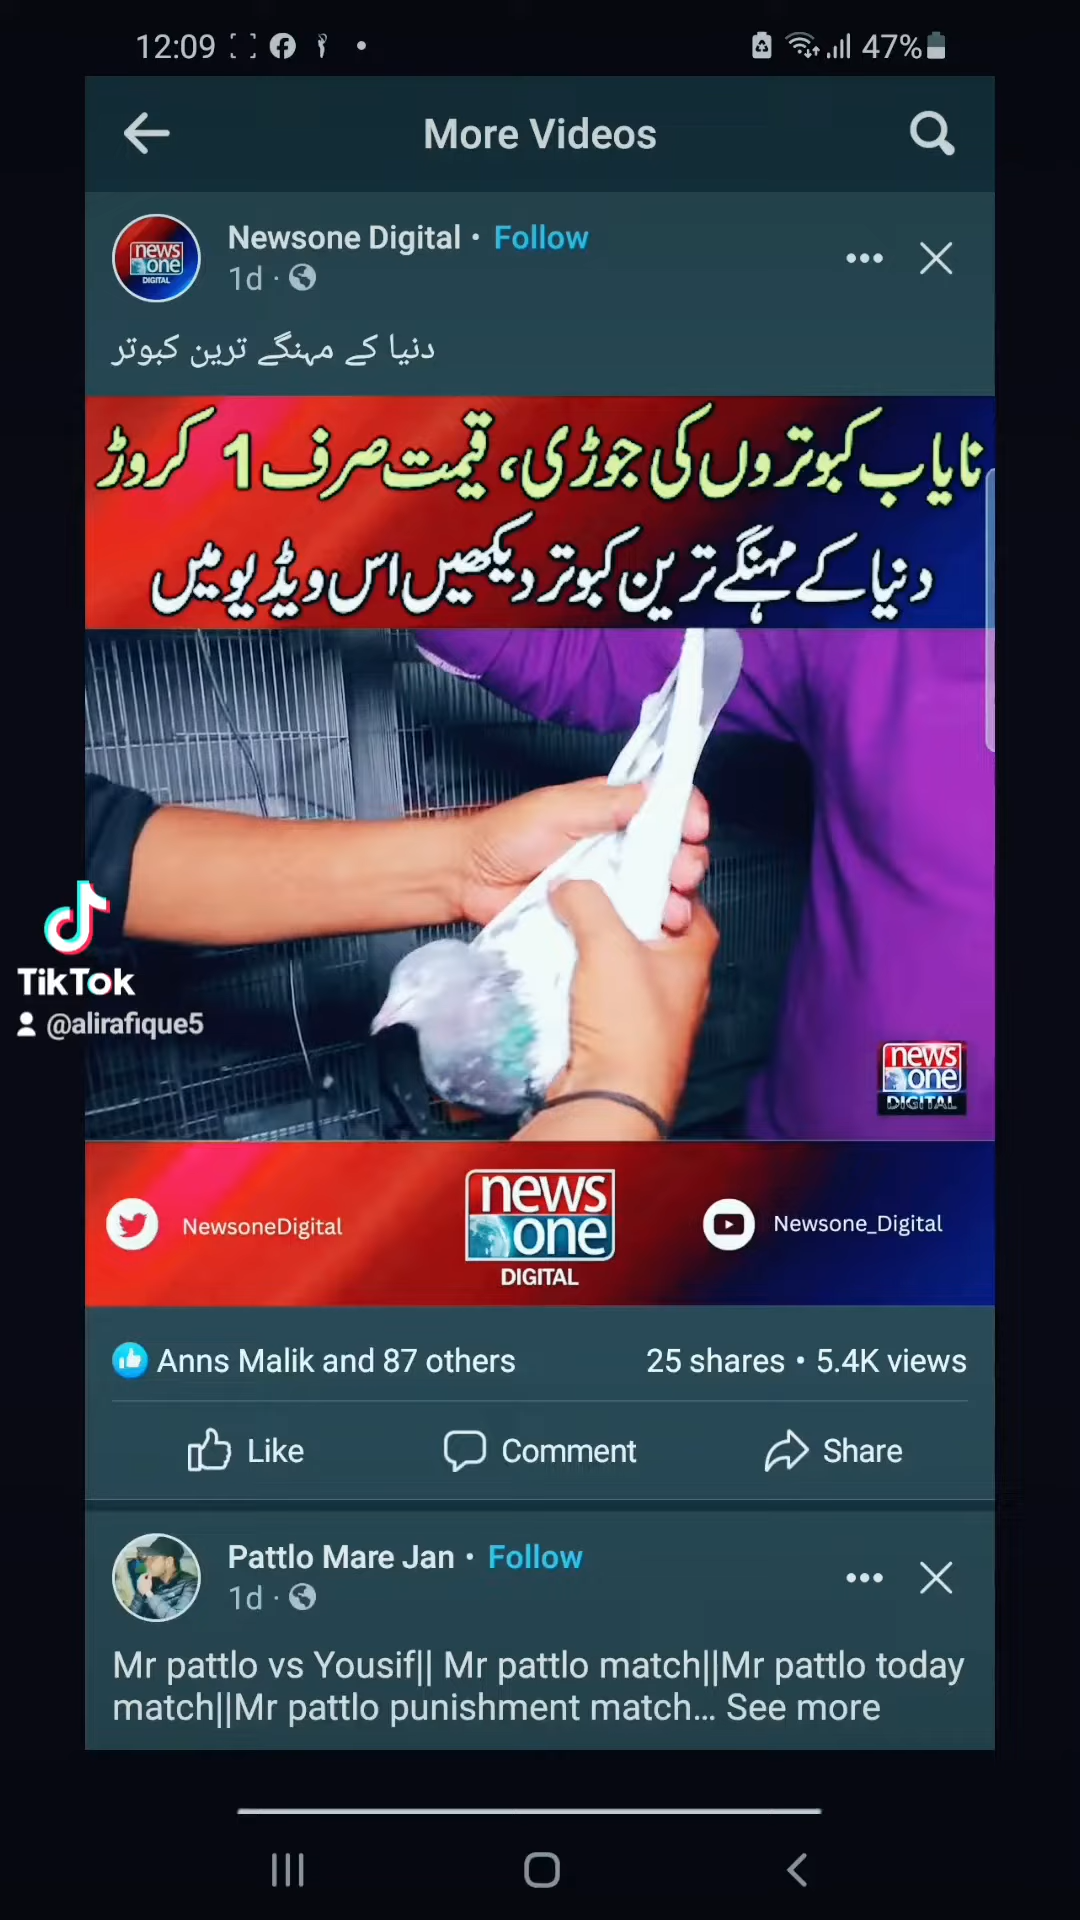 12:09
47%
More Videos
Newsone Digital • Follow
1d ·
news
one
DIGITAL
دنیا کے مہنگے ترین کبوتر
نایاب کبوتروں کی جوڑی، قیمت صرف 1 کروڑ
دنیا کے مہنگے ترین کبوتر دیکھیں اس ویڈیو میں
TikTok
@alirafique5
news
one
DIGITAL
NewsoneDigital
news
one
DIGITAL
Newsone_Digital
Anns Malik and 87 others
25 shares • 5.4K views
Like
Comment
Share
Pattlo Mare Jan • Follow
1d ·
Mr pattlo vs Yousif|| Mr pattlo match||Mr pattlo today
match||Mr pattlo punishment match... See more